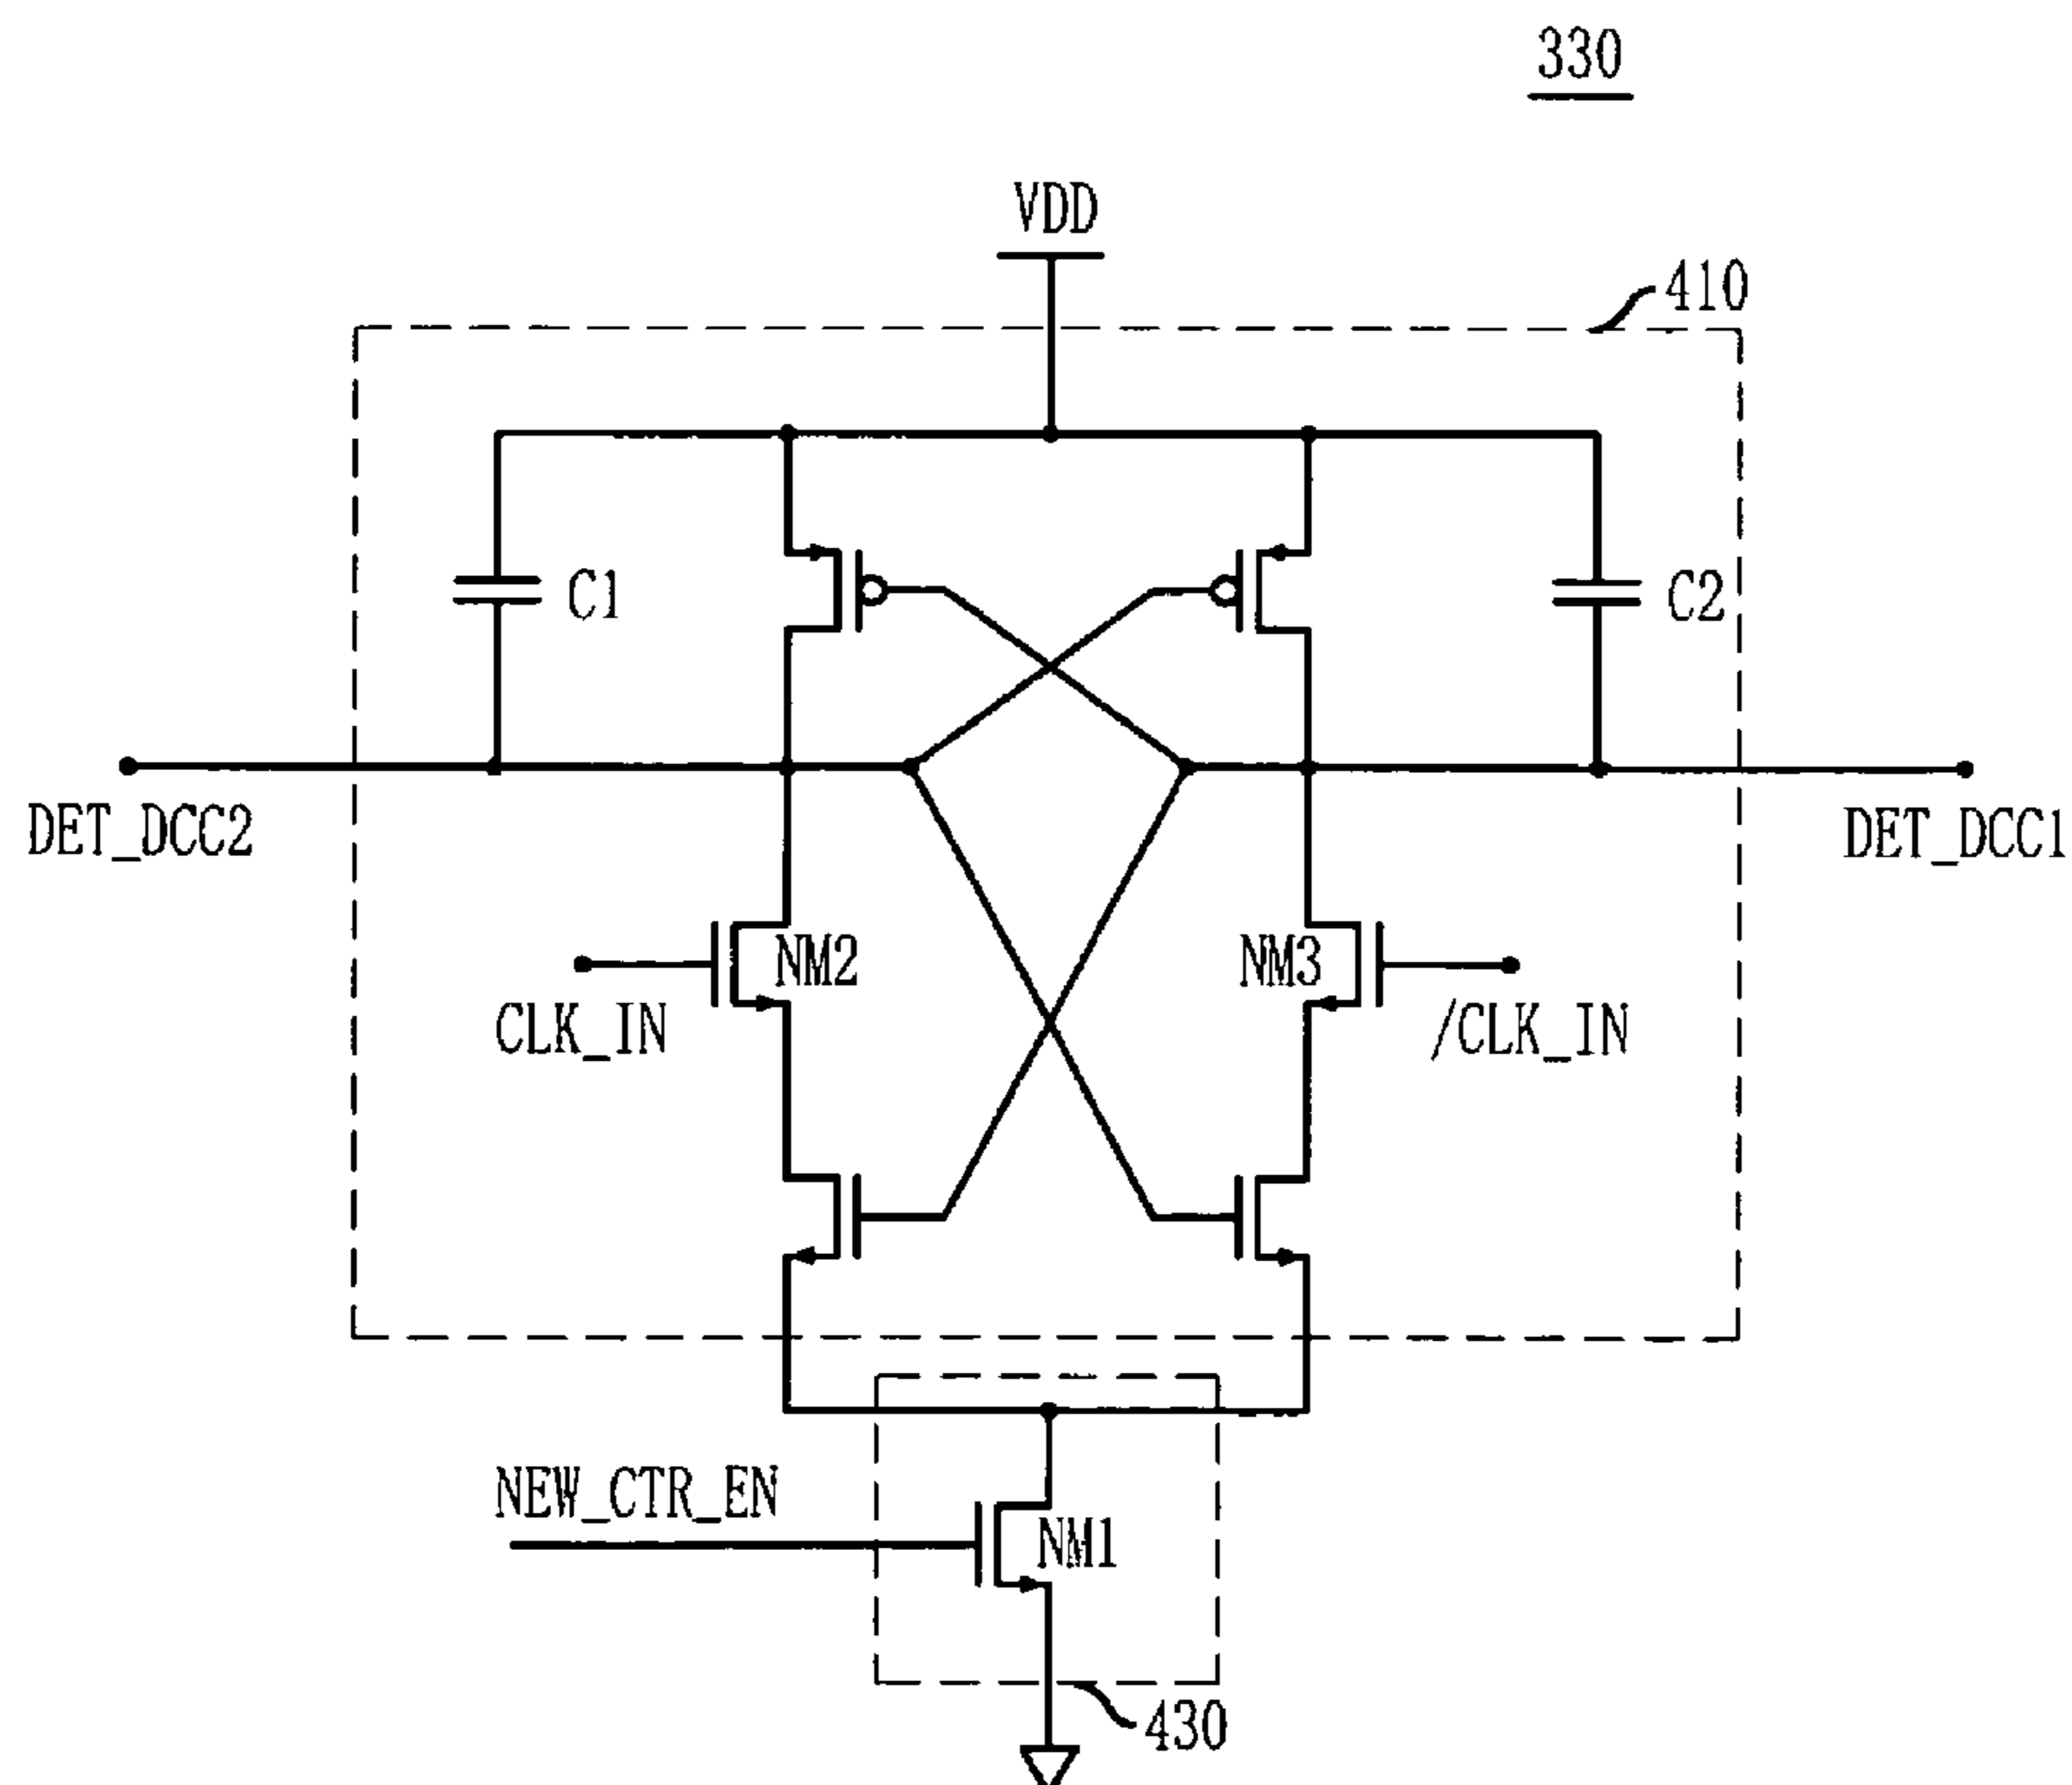 330
VDD
410
C1
C2
DET_DCC2
DET_DCC1
NM2
NM3
CLK_IN
/CLK_IN
NEW_CTR_EN
NM1
430